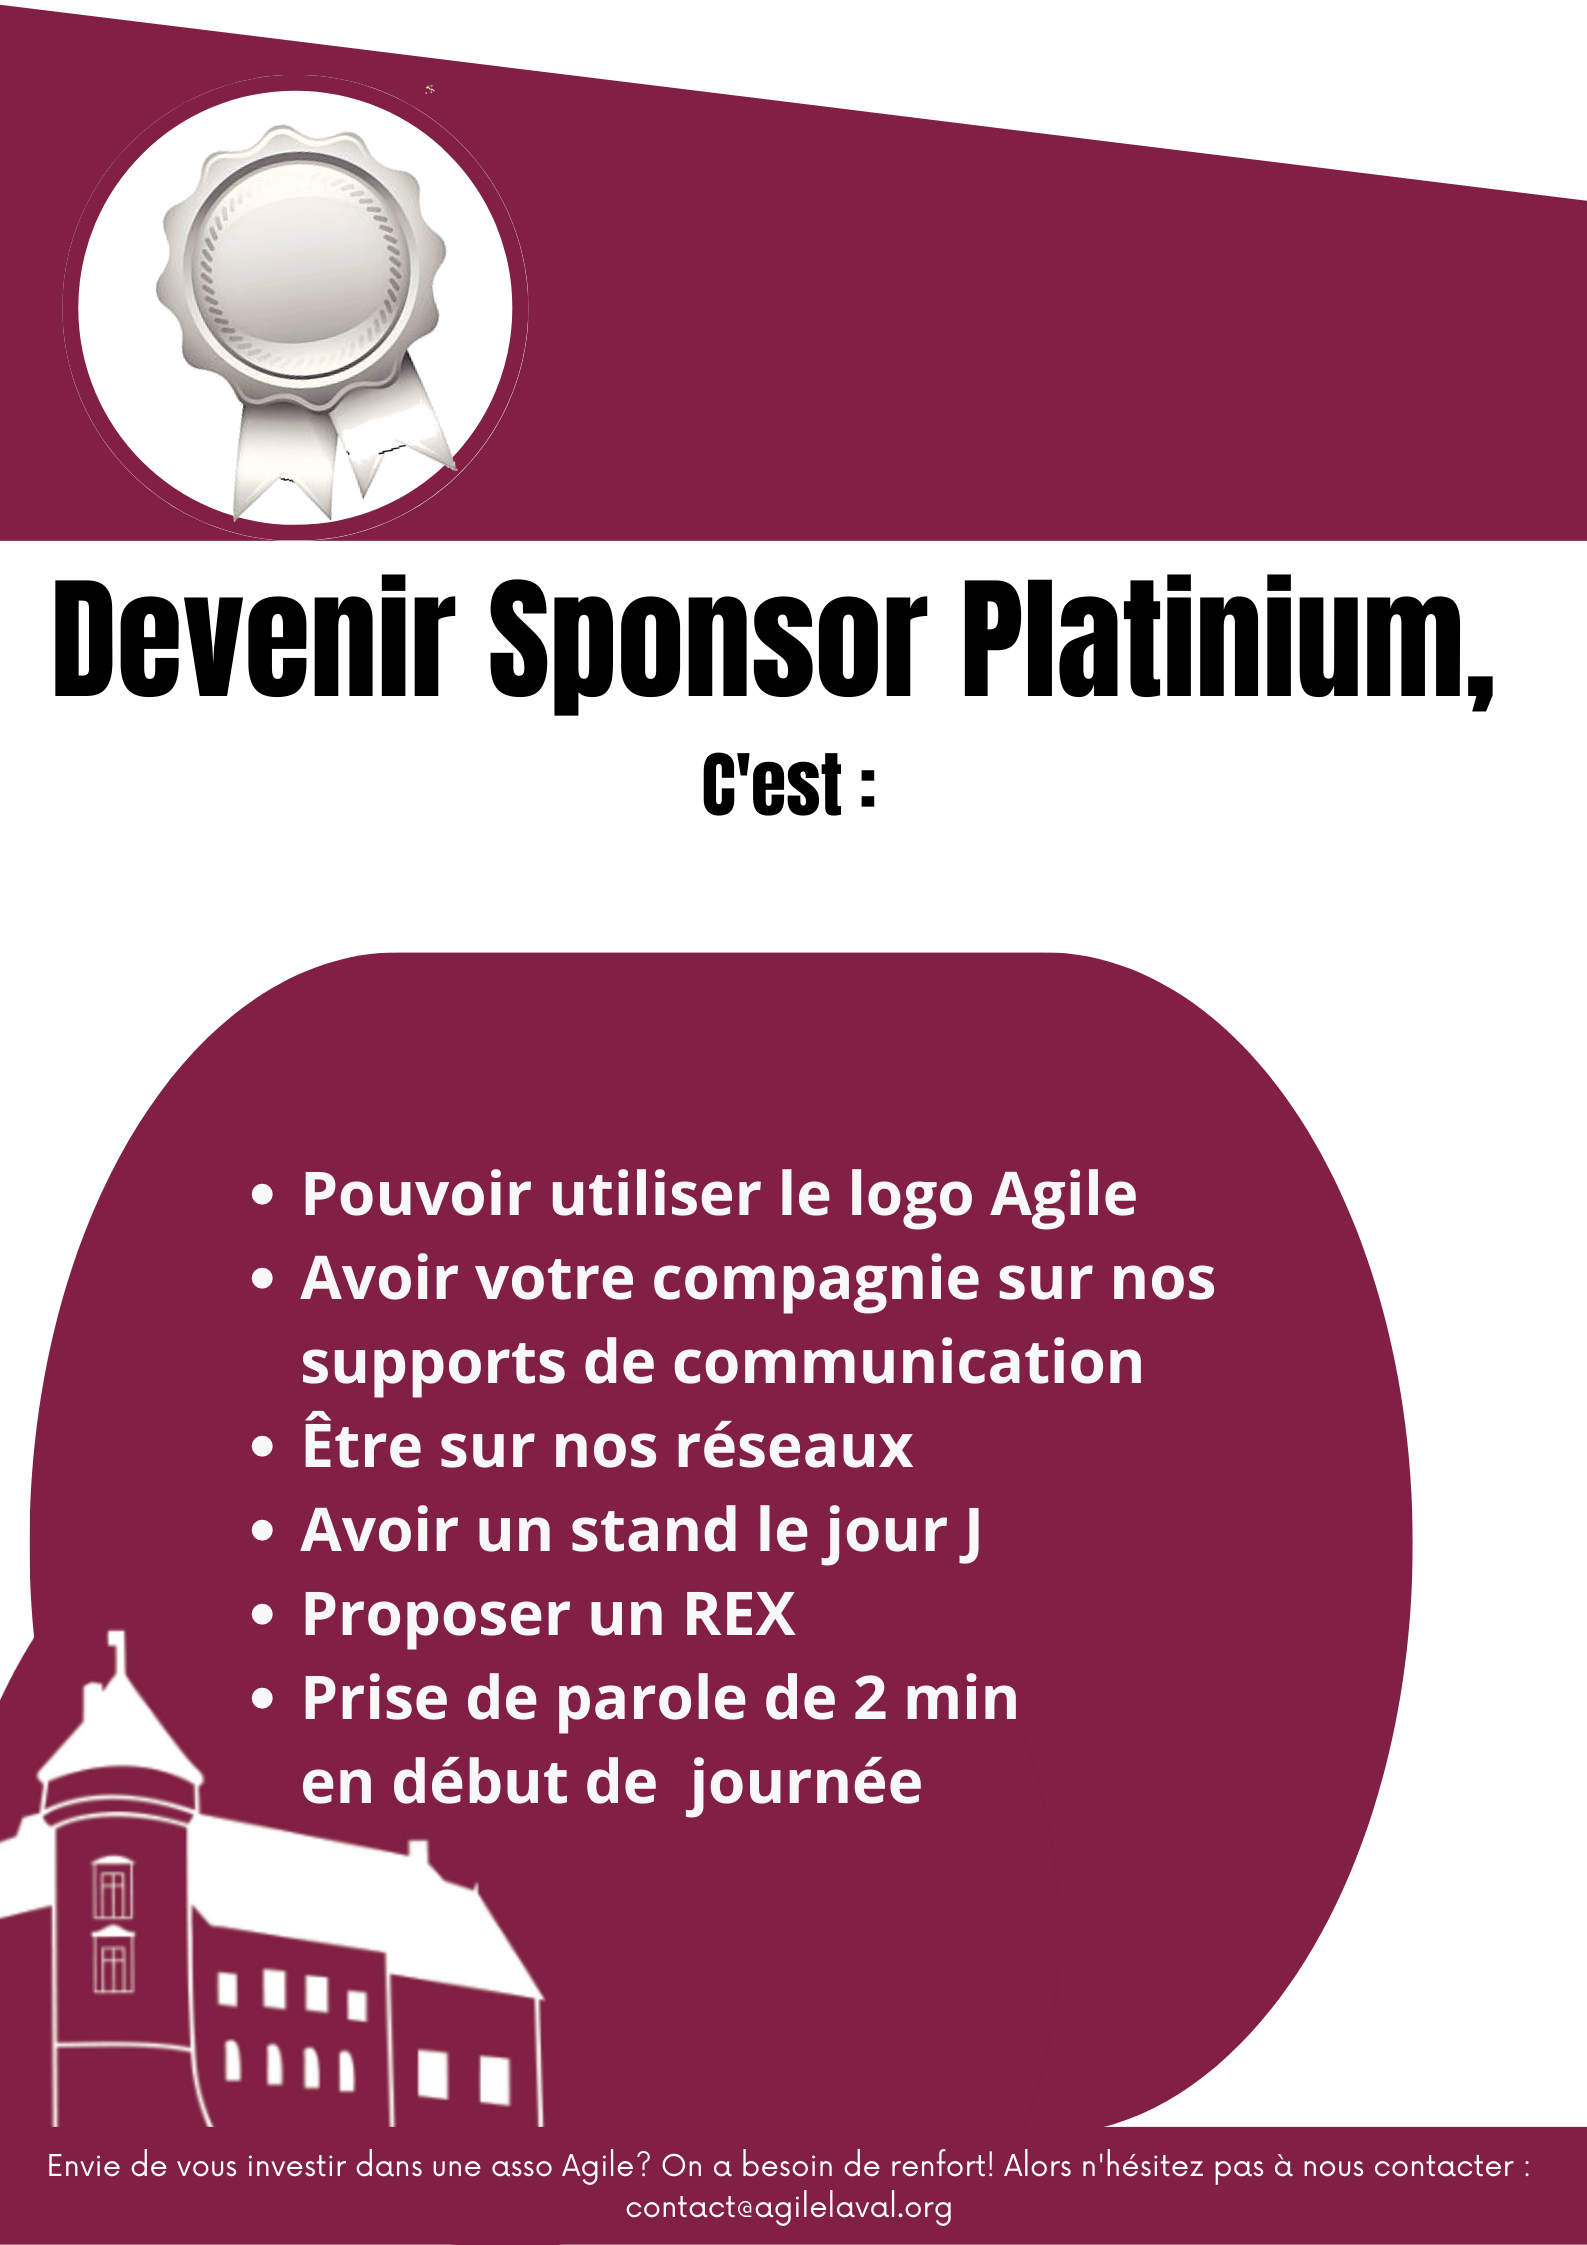 Devenir Sponsor Platinium,
C'est :
• Pouvoir utiliser le logo Agile
• Avoir votre compagnie sur nos
supports de communication
• Être sur nos réseaux
• Avoir un stand le jour J
• Proposer un REX
• Prise de parole de 2 min
en début de  journée
Envie de vous investir dans une asso Agile? On a besoin de renfort! Alors n'hésitez pas à nous contacter :
contact@agilelaval.org